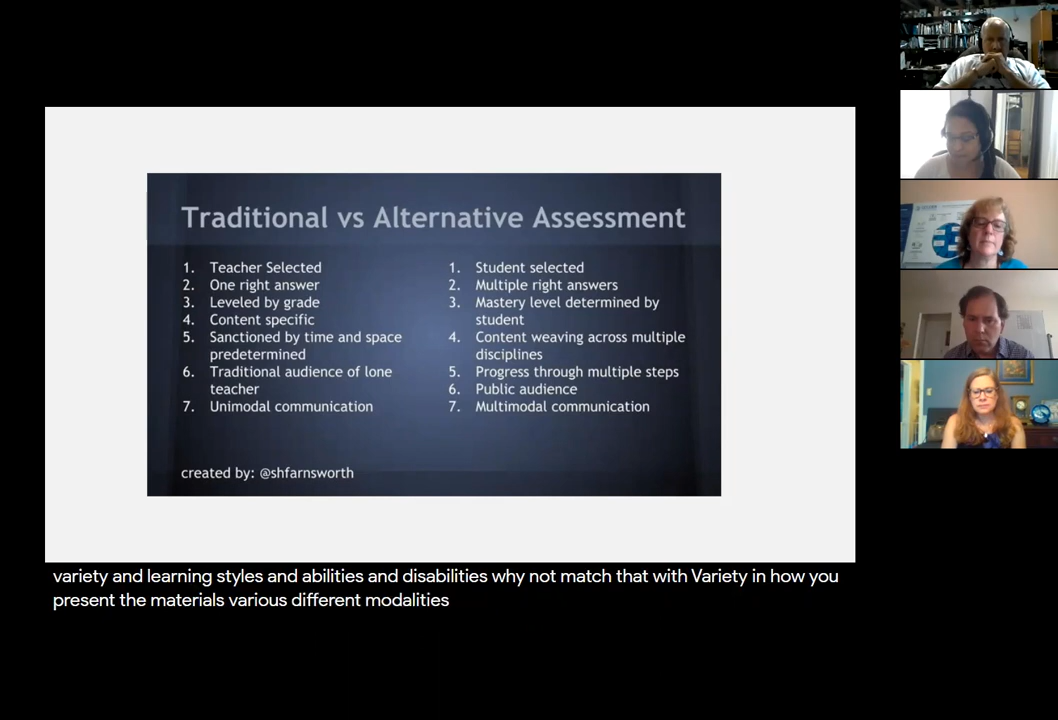 Traditional vs Alternative Assessment
1. Teacher Selected
2. One right answer
3. Leveled by grade
4. Content specific
5. Sanctioned by time and space
predetermined
6. Traditional audience of lone
teacher
7. Unimodal communication
1. Student selected
2. Multiple right answers
3. Mastery level determined by
student
4. Content weaving across multiple
disciplines
5. Progress through multiple steps
6. Public audience
7. Multimodal communication
created by: @shfarnsworth
variety and learning styles and abilities and disabilities why not match that with Variety in how you
present the materials various different modalities